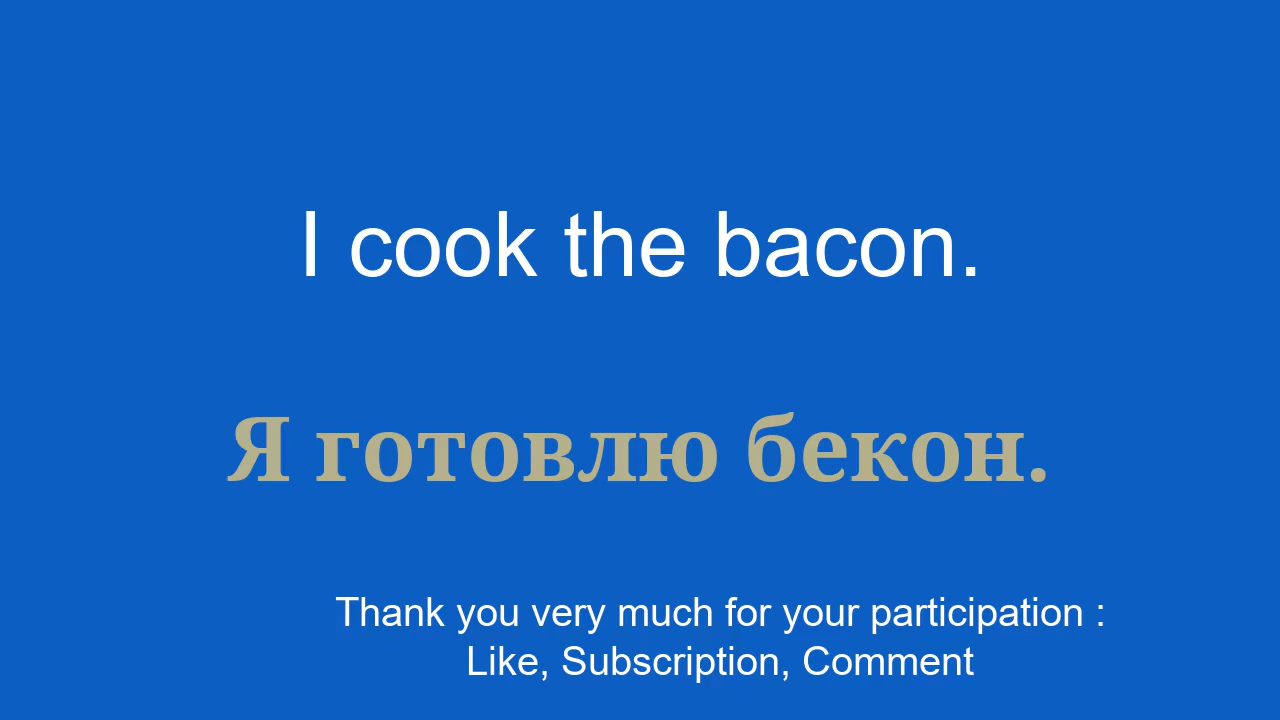 I cook the bacon.
Я готовлю бекон.
Thank you very much for your participation :
Like, Subscription, Comment